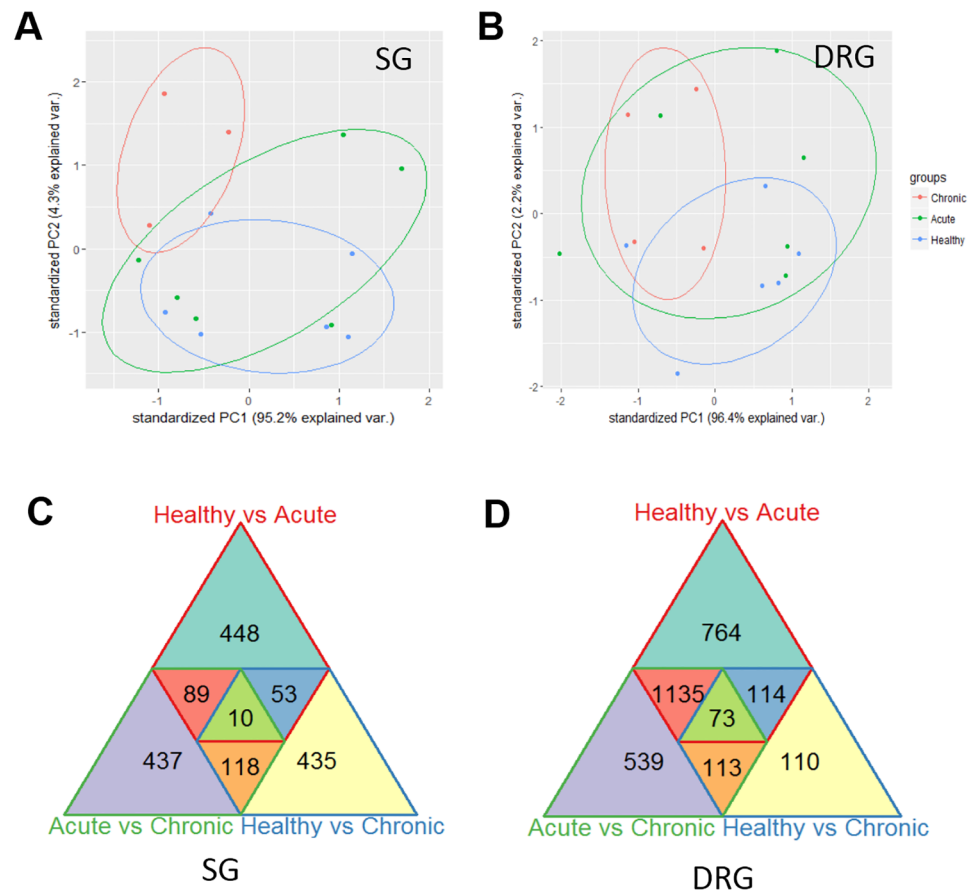 A
SG
standardized PC2 (4.3% explained var.)
2
1
0
-1
-1
0
1
2
standardized PC1 (95.2% explained var.)
B
DRG
standardized PC2 (2.2% explained var.)
2
1
0
-1
-2
-2
-1
0
1
2
standardized PC1 (96.4% explained var.)
groups
Chronic
Acute
Healthy
C
Healthy vs Acute
448
89
53
10
437
118
435
Acute vs Chronic
Healthy vs Chronic
SG
D
Healthy vs Acute
764
1135
114
73
539
113
110
Acute vs Chronic
Healthy vs Chronic
DRG